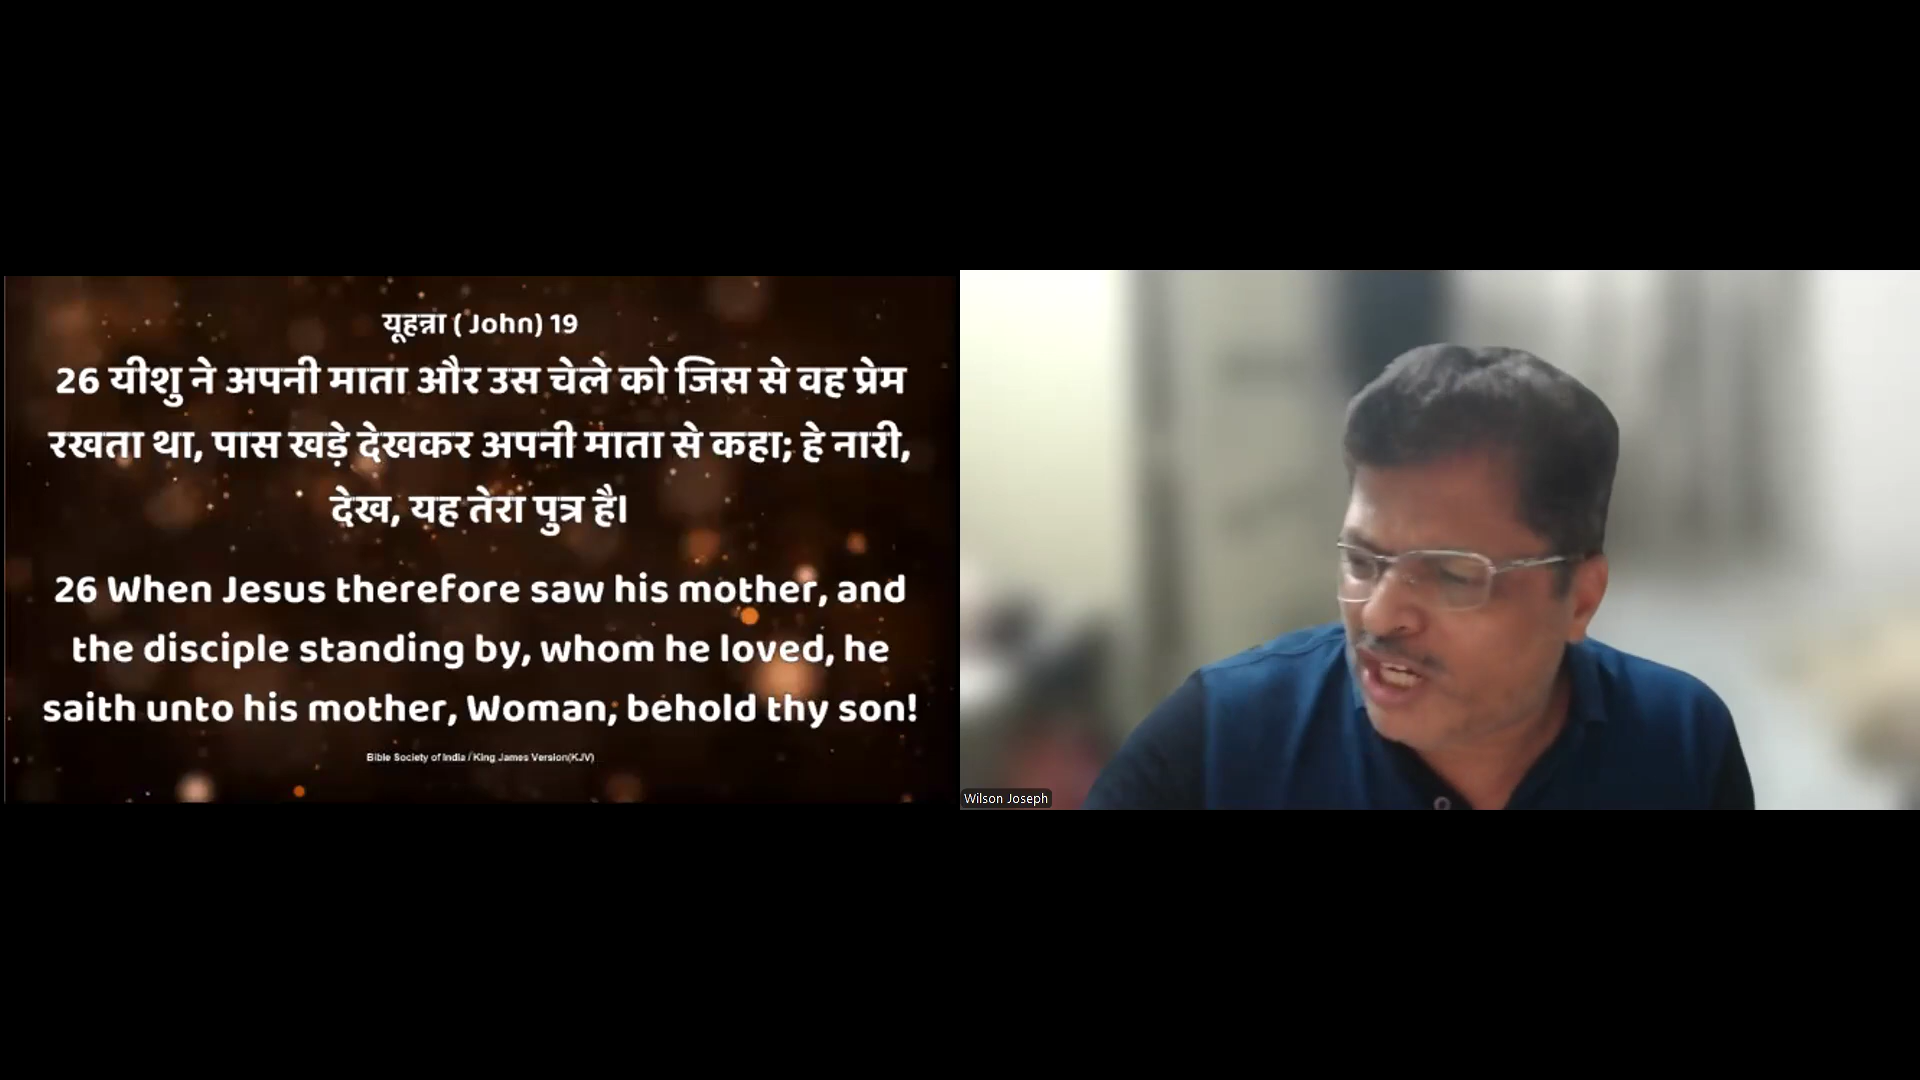 यूहन्ना ( John) 19
26 यीशु ने अपनी माता और उस चेले को जिस से वह प्रेम
रखता था, पास खड़े देखकर अपनी माता से कहा; हे नारी,
देख, यह तेरा पुत्र है।
26 When Jesus therefore saw his mother, and
the disciple standing by, whom he loved, he
saith unto his mother, Woman, behold thy son!
Bible Society of India / King James Version(KJV)
Wilson Joseph